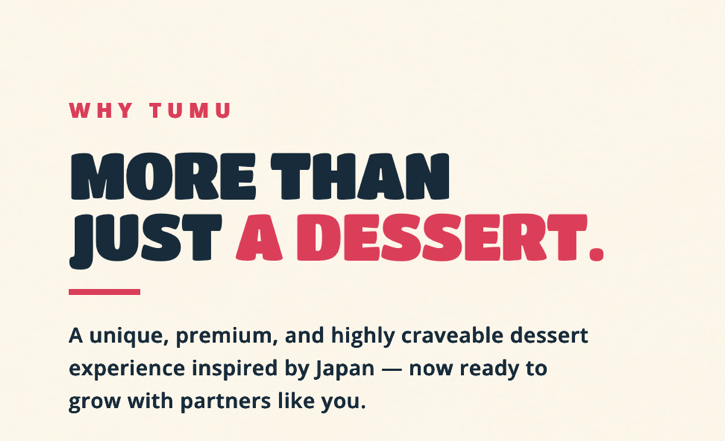 WHY TUMU
MORE THAN
JUST A DESSERT.
A unique, premium, and highly craveable dessert
experience inspired by Japan — now ready to
grow with partners like you.